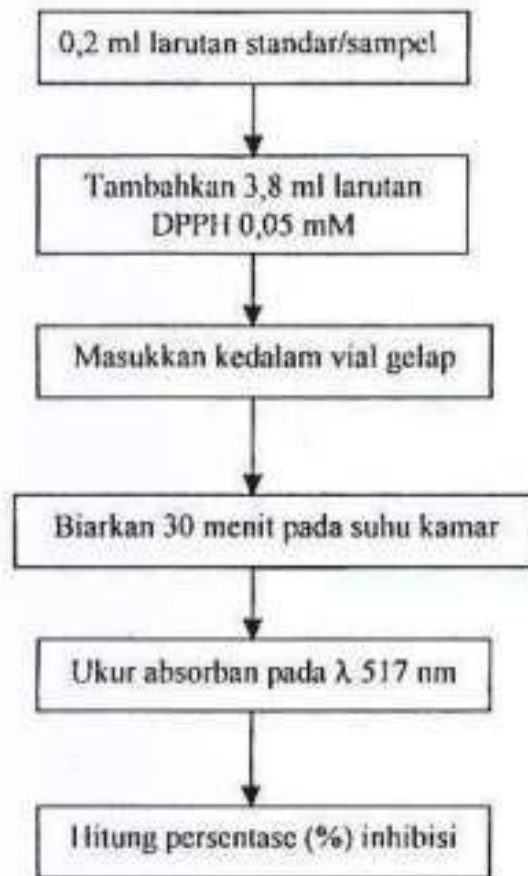 0,2 ml larutan standar/sampel
Tambahkan 3,8 ml larutan
DPPH 0,05 mM
Masukkan kedalam vial gelap
Biarkan 30 menit pada suhu kamar
Ukur absorban pada λ 517 nm
Hitung persentase (%) inhibisi